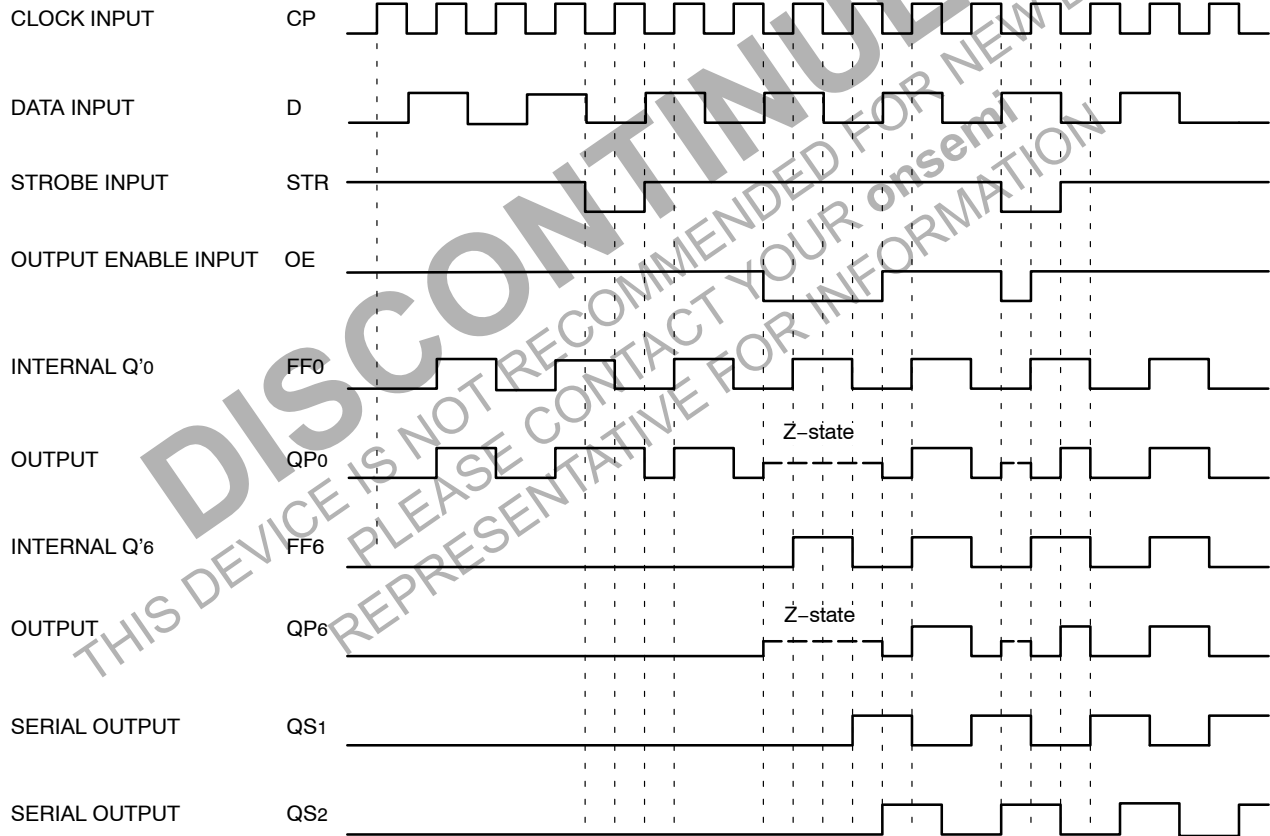 CLOCK INPUT CP
DATA INPUT D
STROBE INPUT STR
OUTPUT ENABLE INPUT OE
INTERNAL Q'0 FF0
Z−state
OUTPUT QP0
INTERNAL Q'6 FF6
Z−state
OUTPUT QP6
SERIAL OUTPUT QS1
SERIAL OUTPUT QS2
DISCONTINUE
THIS DEVICE IS NOT RECOMMENDED FOR NEW
PLEASE CONTACT YOUR onsemi
REPRESENTATIVE FOR INFORMATION